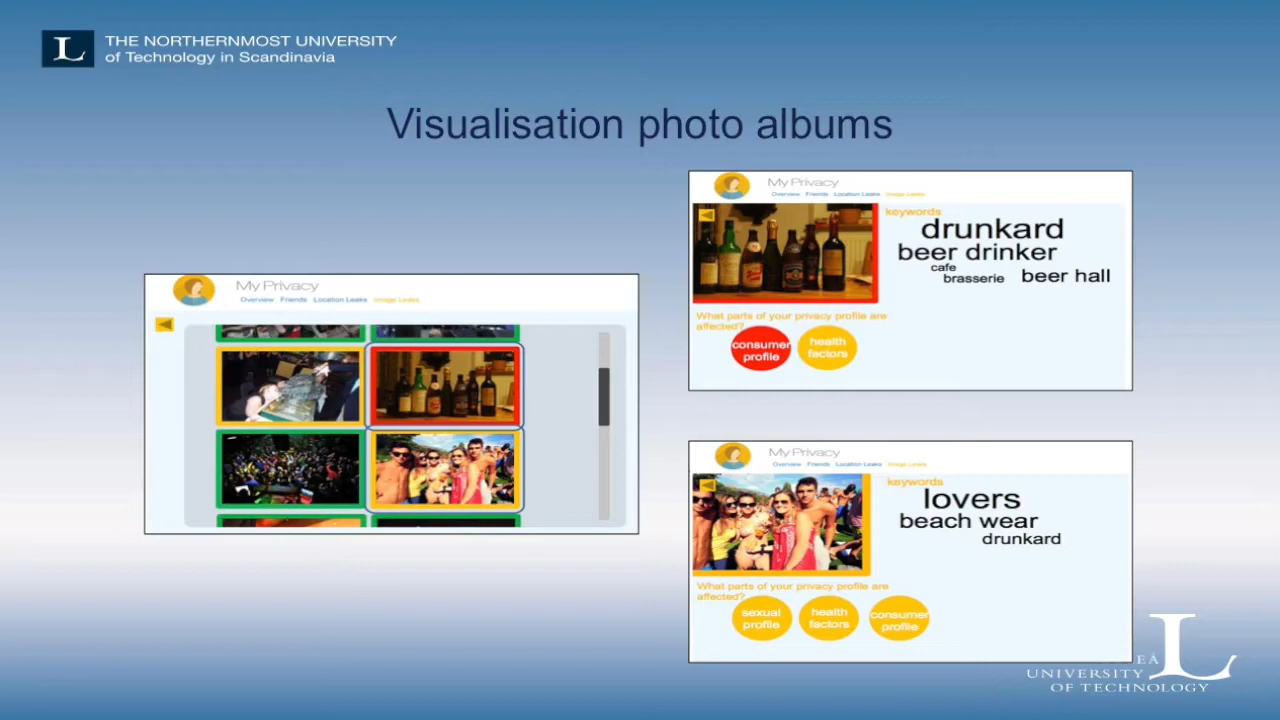 THE NORTHERNMOST UNIVERSITY
of Technology in Scandinavia
Visualisation photo albums
My Privacy
Overview Friends Location Leaks Image Leaks
My Privacy
Overview Friends Location Leaks Image Leaks
keywords
drunkard
beer drinker
cafe
brasserie beer hall
What parts of your privacy profile are
affected?
consumer
profile
health
factors
My Privacy
Overview Friends Location Leaks Image Leaks
keywords
lovers
beach wear
drunkard
What parts of your privacy profile are
affected?
sexual
profile
health
factors
consumer
profile
EÅ
UNIVERSITY
OF TECHNOLOGY
L
L